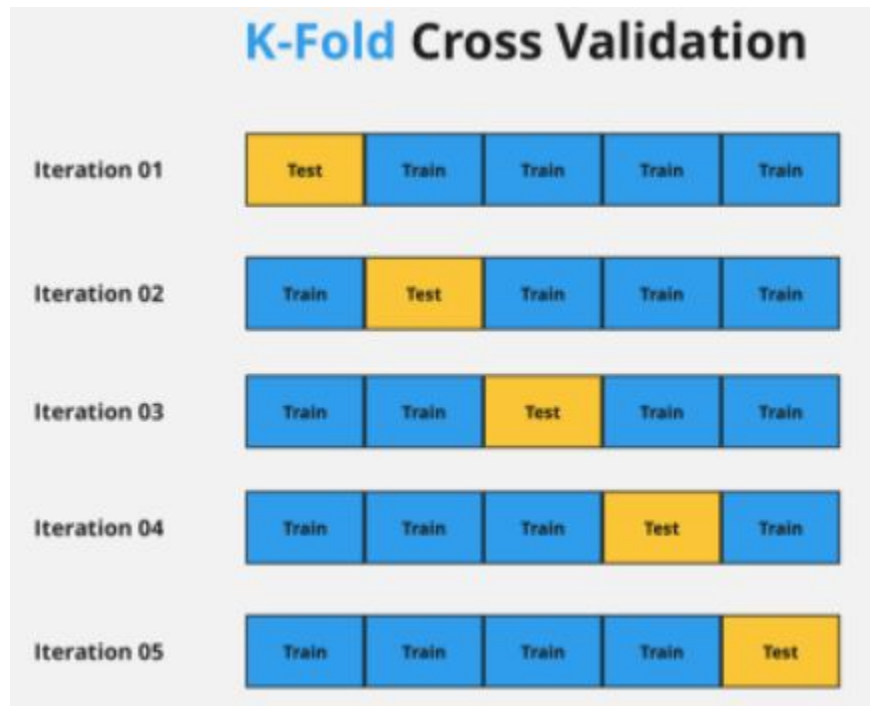 K-Fold Cross Validation
Iteration 01 Test Train Train Train Train
Iteration 02 Train Test Train Train Train
Iteration 03 Train Train Test Train Train
Iteration 04 Train Train Train Test Train
Iteration 05 Train Train Train Train Test